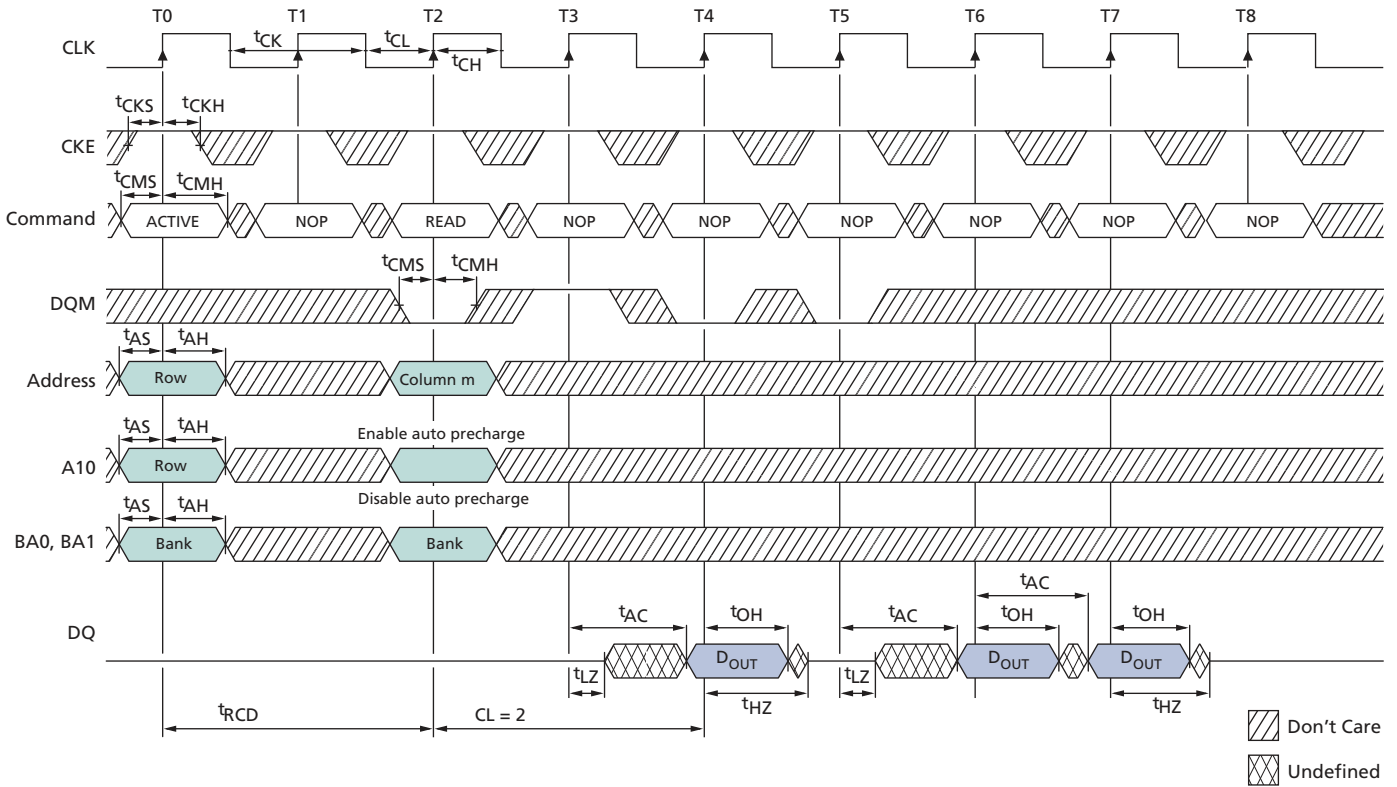 T0 T1 T2 T3 T4 T5 T6 T7 T8
CLK
tCK tCL
tCH
tCKS tCKH
CKE
tCMS tCMH
Command ACTIVE NOP READ NOP NOP NOP NOP NOP NOP
tCMS tCMH
DQM
tAS tAH
Address Row Column m
tAS tAH Enable auto precharge
A10 Row
tAS tAH Disable auto precharge
BA0, BA1 Bank Bank
tAC
tAC tOH tAC tOH tOH
DQ
DOUT DOUT DOUT
tLZ tLZ
tHZ tHZ
tRCD CL = 2
Don't Care
Undefined